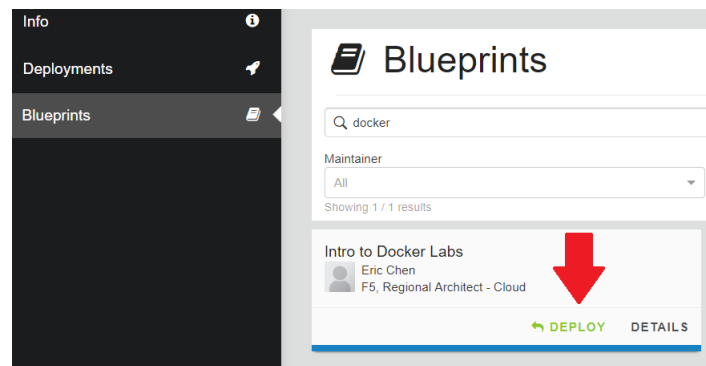 Info
Deployments
Blueprints
Blueprints
docker
Maintainer
All
Showing 1 / 1 results
Intro to Docker Labs
Eric Chen
F5, Regional Architect - Cloud
DEPLOY DETAILS